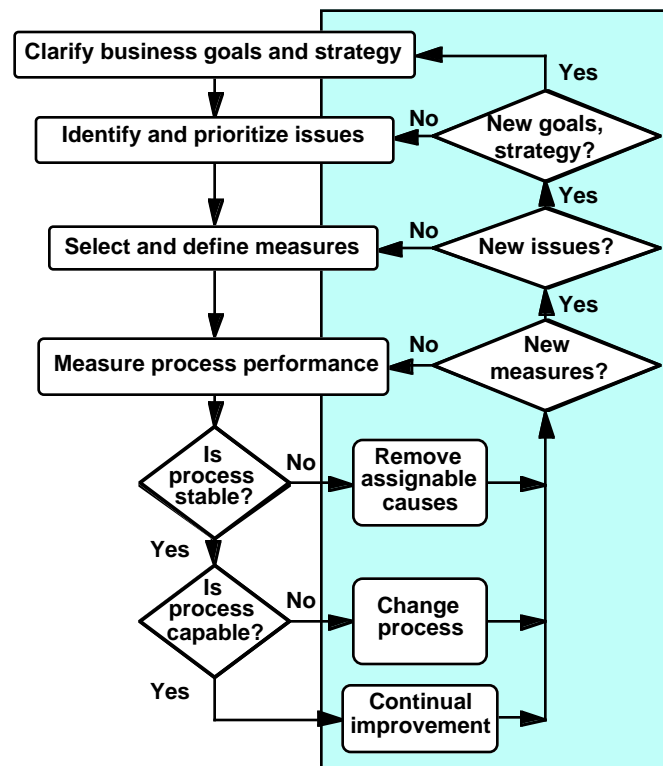 Clarify business goals and strategy
Yes
No
New goals,
strategy?
Identify and prioritize issues
Yes
No
New issues?
Select and define measures
Yes
No
New
measures?
Measure process performance
Is
process
stable?
No
Remove
assignable
causes
Yes
Is
process
capable?
No
Change
process
Yes
Continual
improvement